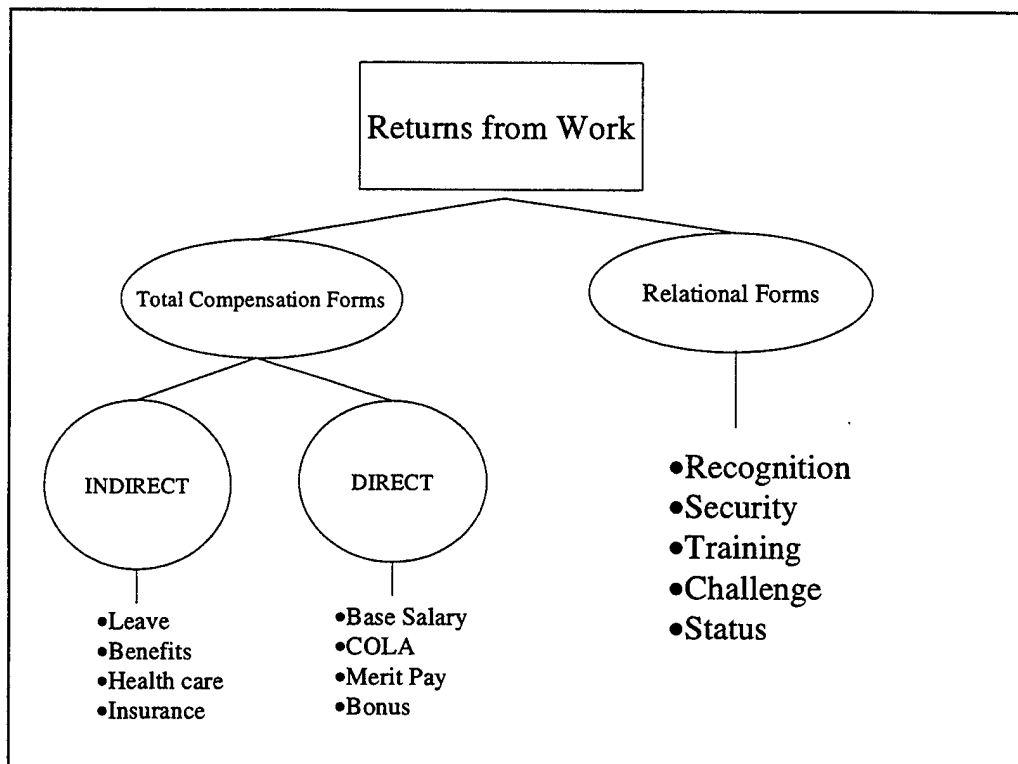 Returns from Work
Total Compensation Forms
Relational Forms
INDIRECT
DIRECT
•Leave
•Benefits
•Health care
•Insurance
•Base Salary
•COLA
•Merit Pay
•Bonus
•Recognition
•Security
•Training
•Challenge
•Status